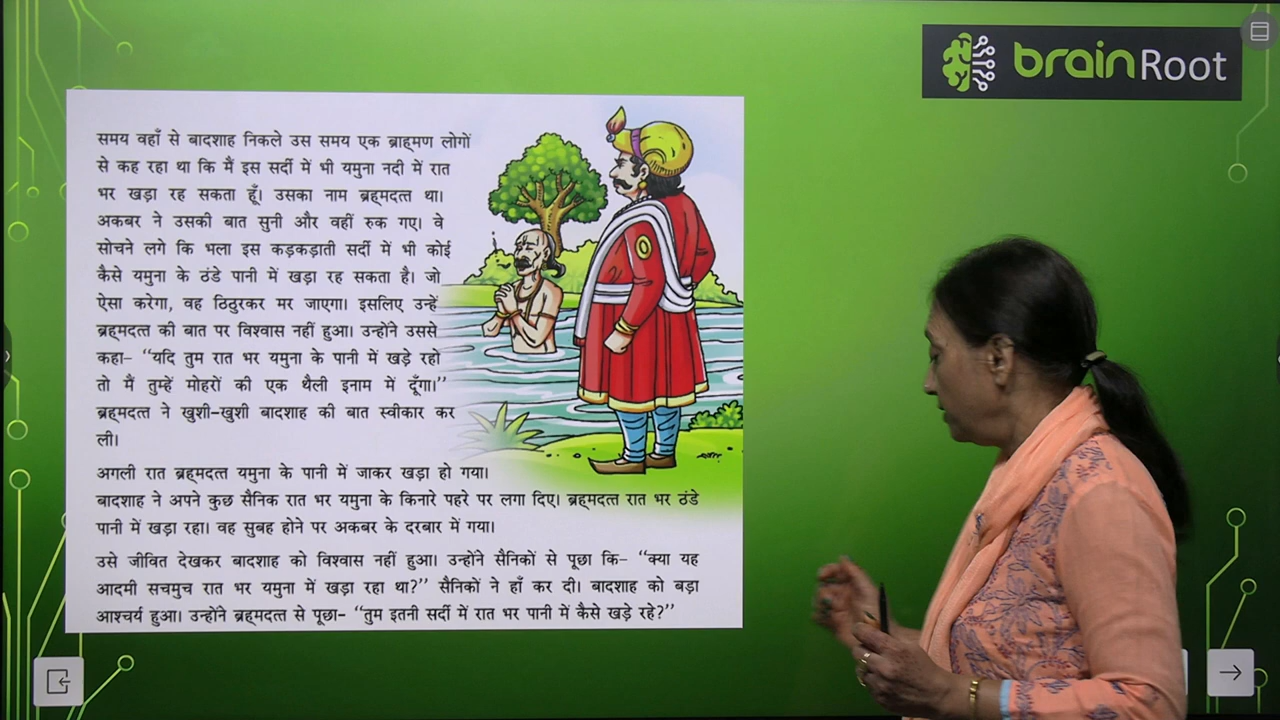 brainRoot
समय वहाँ से बादशाह निकले उस समय एक ब्राह्मण लोगों
से कह रहा था कि मैं इस सर्दी में भी यमुना नदी में रात
भर खड़ा रह सकता हूँ। उसका नाम ब्रह्मदत्त था।
अकबर ने उसकी बात सुनी और वहीं रुक गए। वे
सोचने लगे कि भला इस कड़कड़ाती सर्दी में भी कोई
कैसे यमुना के ठंडे पानी में खड़ा रह सकता है। जो
ऐसा करेगा, वह ठिठुरकर मर जाएगा। इसलिए उन्हें
ब्रह्मदत्त की बात पर विश्वास नहीं हुआ। उन्होंने उससे
कहा– “यदि तुम रात भर यमुना के पानी में खड़े रहो
तो मैं तुम्हें मोहरों की एक थैली इनाम में दूँगा।”
ब्रह्मदत्त ने खुशी-खुशी बादशाह की बात स्वीकार कर
ली।
अगली रात ब्रह्मदत्त यमुना के पानी में जाकर खड़ा हो गया।
बादशाह ने अपने कुछ सैनिक रात भर यमुना के किनारे पहरे पर लगा दिए। ब्रह्मदत्त रात भर ठंडे
पानी में खड़ा रहा। वह सुबह होने पर अकबर के दरबार में गया।
उसे जीवित देखकर बादशाह को विश्वास नहीं हुआ। उन्होंने सैनिकों से पूछा कि– “क्या यह
आदमी सचमुच रात भर यमुना में खड़ा रहा था?” सैनिकों ने हाँ कर दी। बादशाह को बड़ा
आश्चर्य हुआ। उन्होंने ब्रह्मदत्त से पूछा– “तुम इतनी सर्दी में रात भर पानी में कैसे खड़े रहे?”